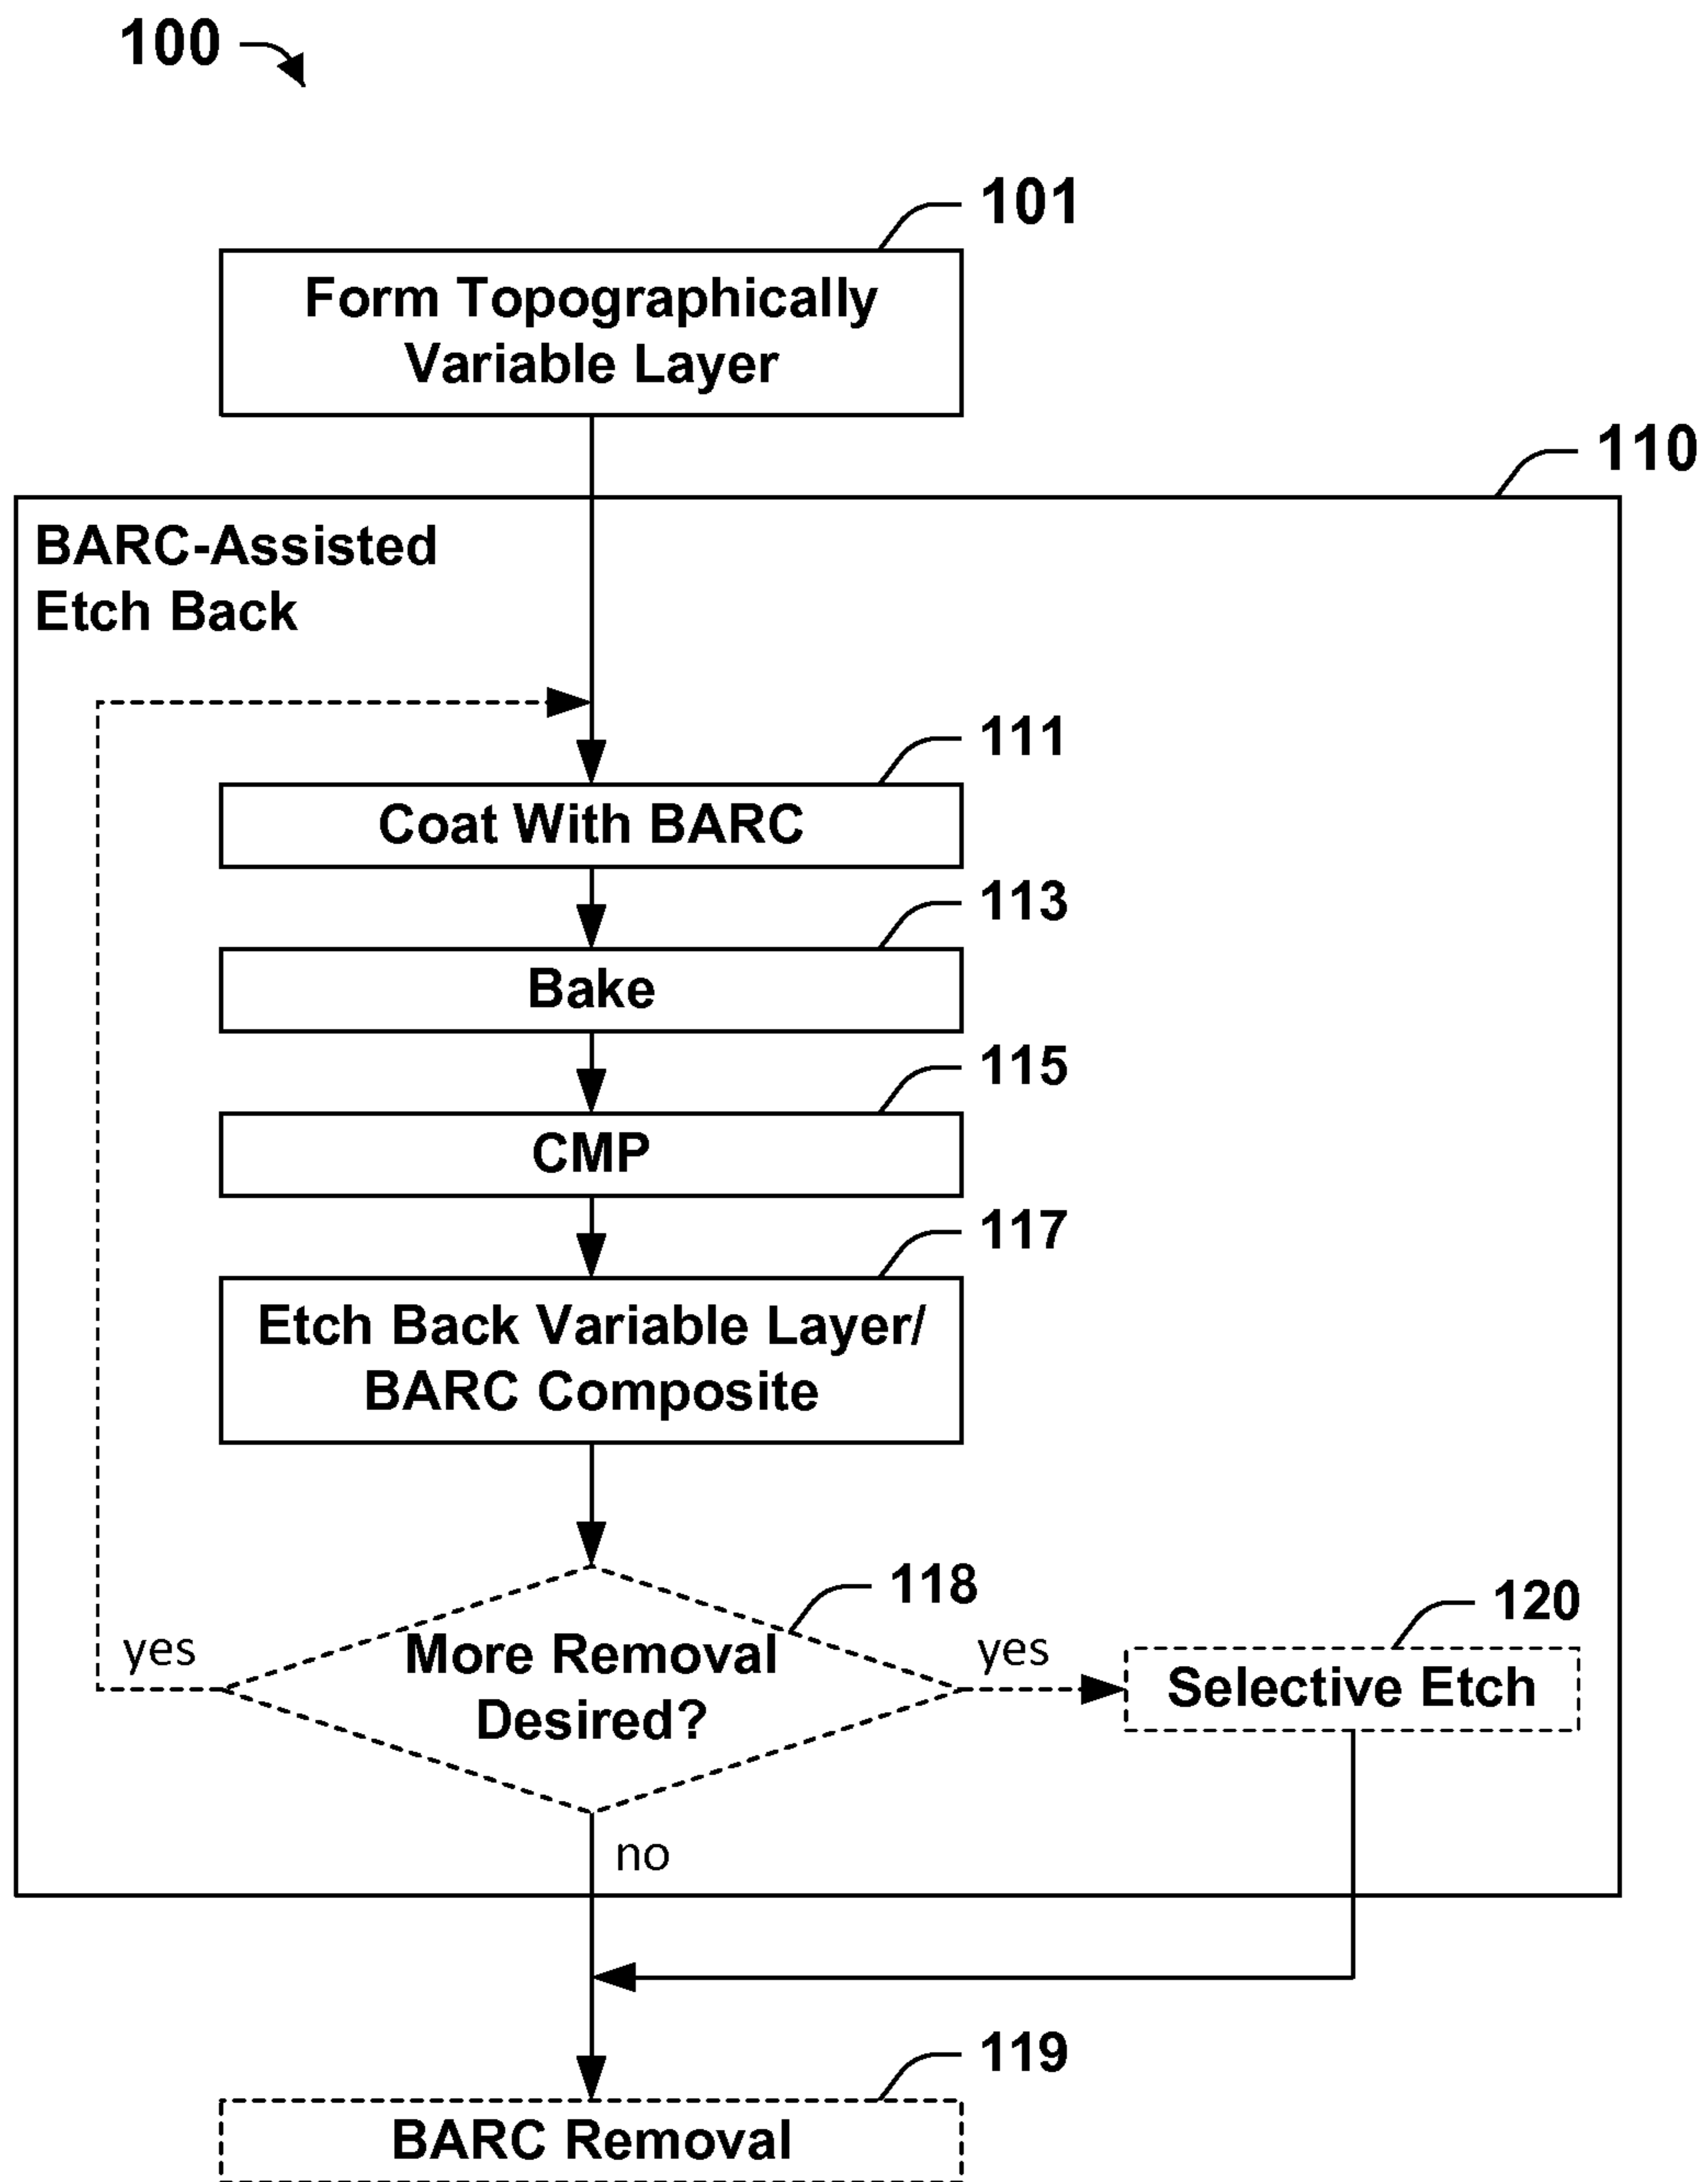 100
101
Form Topographically
Variable Layer
110
BARC-Assisted
Etch Back
111
Coat With BARC
113
Bake
115
CMP
117
Etch Back Variable Layer/
BARC Composite
118
120
yes
More Removal
Desired?
yes
Selective Etch
no
119
BARC Removal